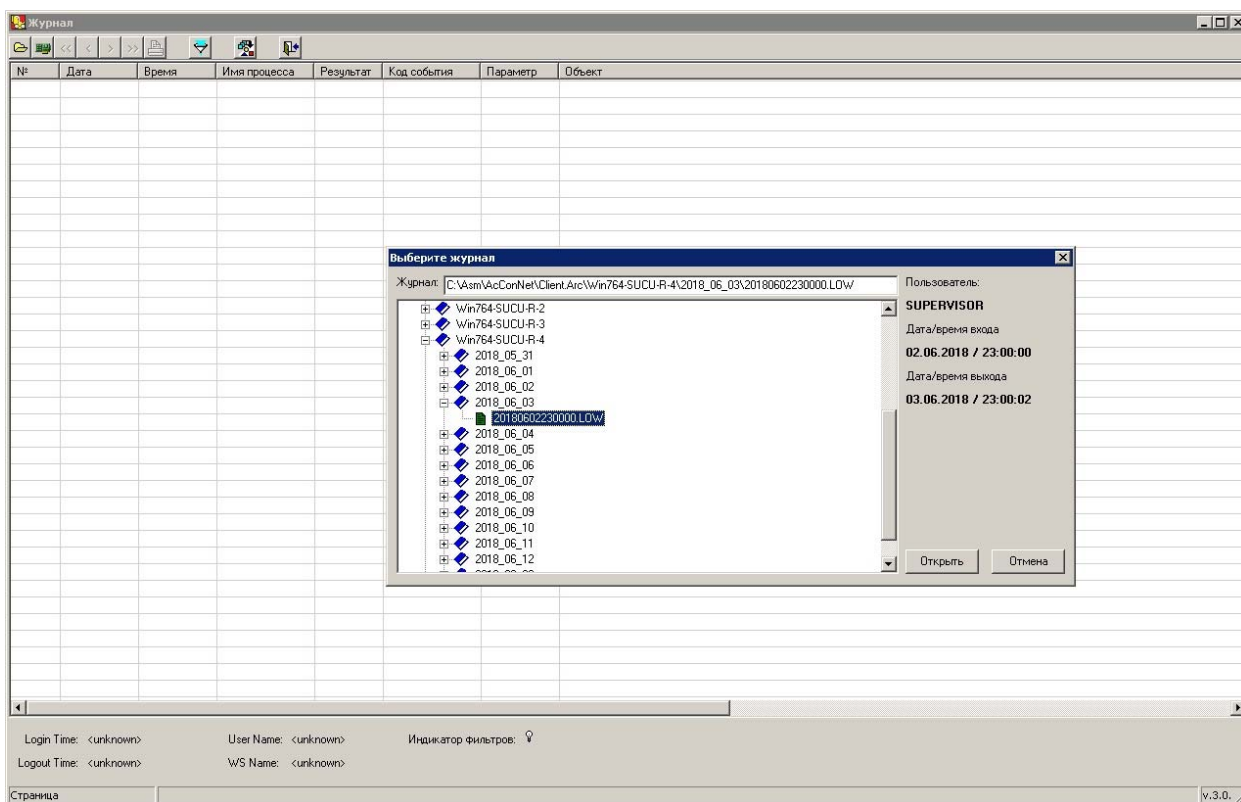 Журнал
<< < > >>
№ Дата Время Имя процесса Результат Код события Параметр Объект
Выберите журнал
Журнал: C:\Asm\AcConNet\Client.Arc\Win764-SUCU-R-4\2018_06_03\20180602230000.LOW
Win764-SUCU-R-2
Win764-SUCU-R-3
Win764-SUCU-R-4
2018_05_31
2018_06_01
2018_06_02
2018_06_03
20180602230000.LOW
2018_06_04
2018_06_05
2018_06_06
2018_06_07
2018_06_08
2018_06_09
2018_06_10
2018_06_11
2018_06_12
Пользователь:
SUPERVISOR
Дата/время входа
02.06.2018 / 23:00:00
Дата/время выхода
03.06.2018 / 23:00:02
Открыть Отмена
Login Time: <unknown> User Name: <unknown> Индикатор фильтров:
Logout Time: <unknown> WS Name: <unknown>
Страница v.3.0.